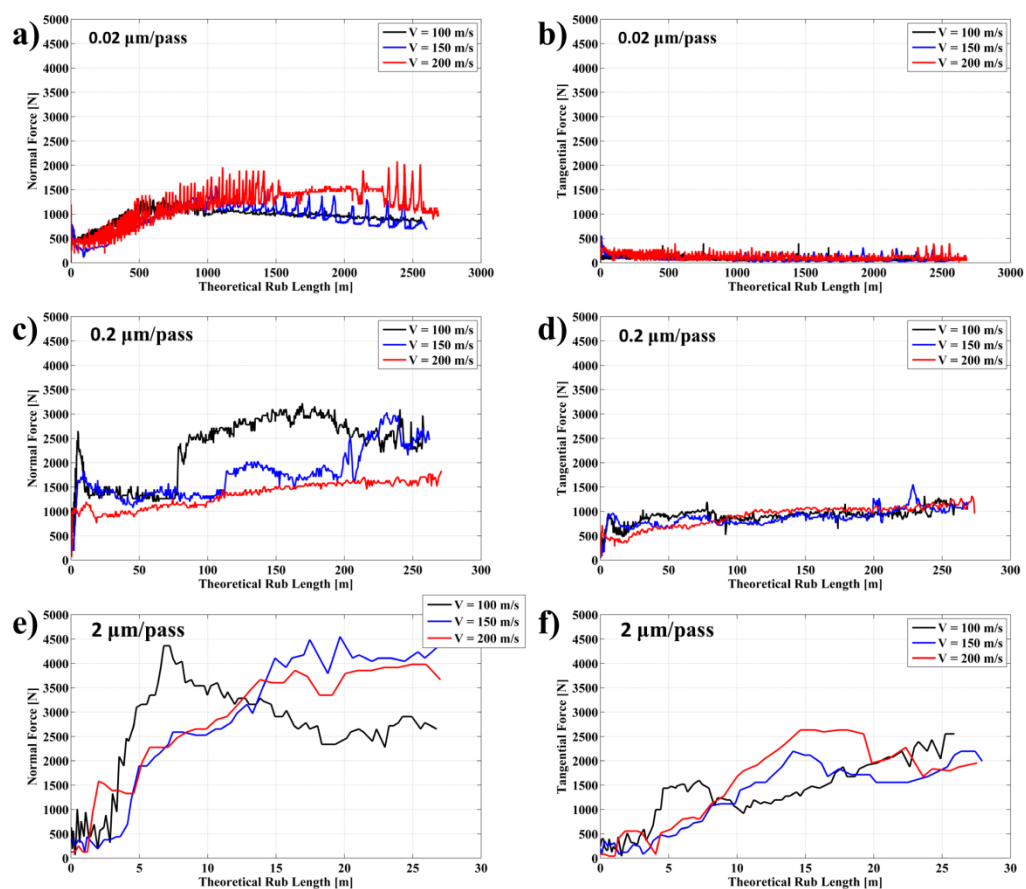 a)
0.02 µm/pass
V = 100 m/s
V = 150 m/s
V = 200 m/s
Normal Force [N]
5000
4500
4000
3500
3000
2500
2000
1500
1000
500
0
0 500 1000 1500 2000 2500 3000
Theoretical Rub Length [m]
b)
0.02 µm/pass
V = 100 m/s
V = 150 m/s
V = 200 m/s
Tangential Force [N]
5000
4500
4000
3500
3000
2500
2000
1500
1000
500
0
0 500 1000 1500 2000 2500 3000
Theoretical Rub Length [m]
c)
0.2 µm/pass
V = 100 m/s
V = 150 m/s
V = 200 m/s
Normal Force [N]
5000
4500
4000
3500
3000
2500
2000
1500
1000
500
0
0 50 100 150 200 250 300
Theoretical Rub Length [m]
d)
0.2 µm/pass
V = 100 m/s
V = 150 m/s
V = 200 m/s
Tangential Force [N]
5000
4500
4000
3500
3000
2500
2000
1500
1000
500
0
0 50 100 150 200 250 300
Theoretical Rub Length [m]
e)
2 µm/pass
V = 100 m/s
V = 150 m/s
V = 200 m/s
Normal Force [N]
5000
4500
4000
3500
3000
2500
2000
1500
1000
500
0
0 5 10 15 20 25 30
Theoretical Rub Length [m]
f)
2 µm/pass
V = 100 m/s
V = 150 m/s
V = 200 m/s
Tangential Force [N]
5000
4500
4000
3500
3000
2500
2000
1500
1000
500
0
0 5 10 15 20 25 30
Theoretical Rub Length [m]